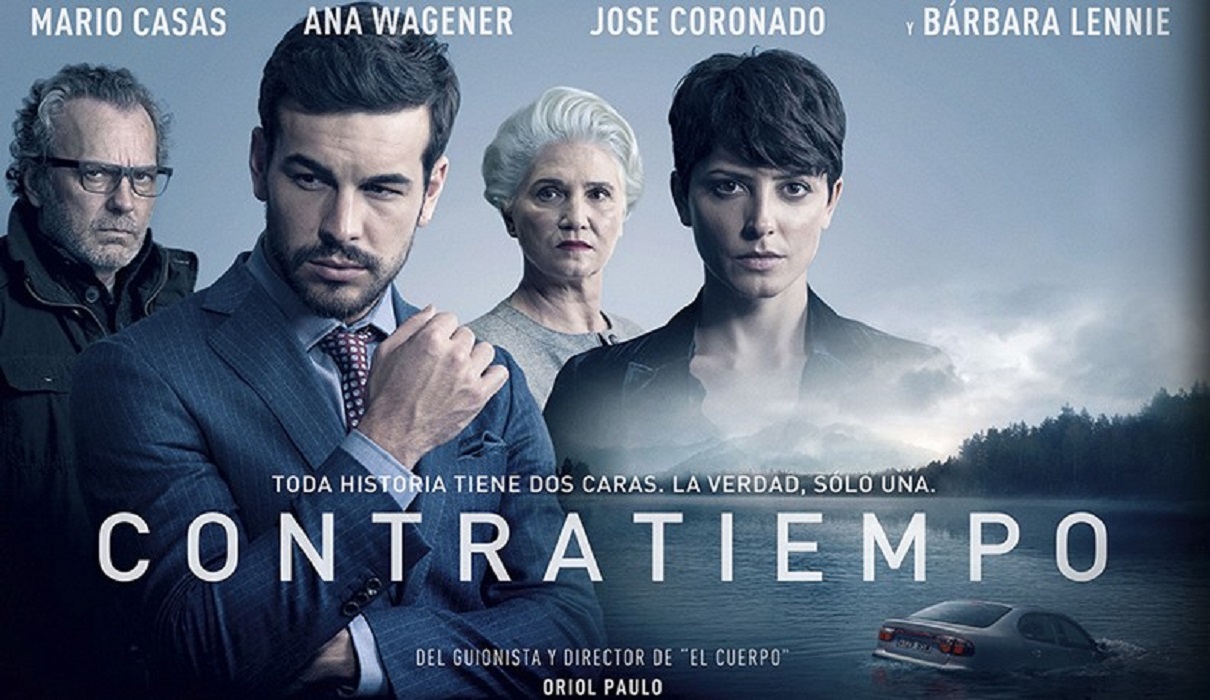 MARIO CASAS ANA WAGENER JOSE CORONADO Y BÁRBARA LENNIE
TODA HISTORIA TIENE DOS CARAS. LA VERDAD, SÓLO UNA.
CONTRATIEMPO
DEL GUIONISTA Y DIRECTOR DE "EL CUERPO"
ORIOL PAULO